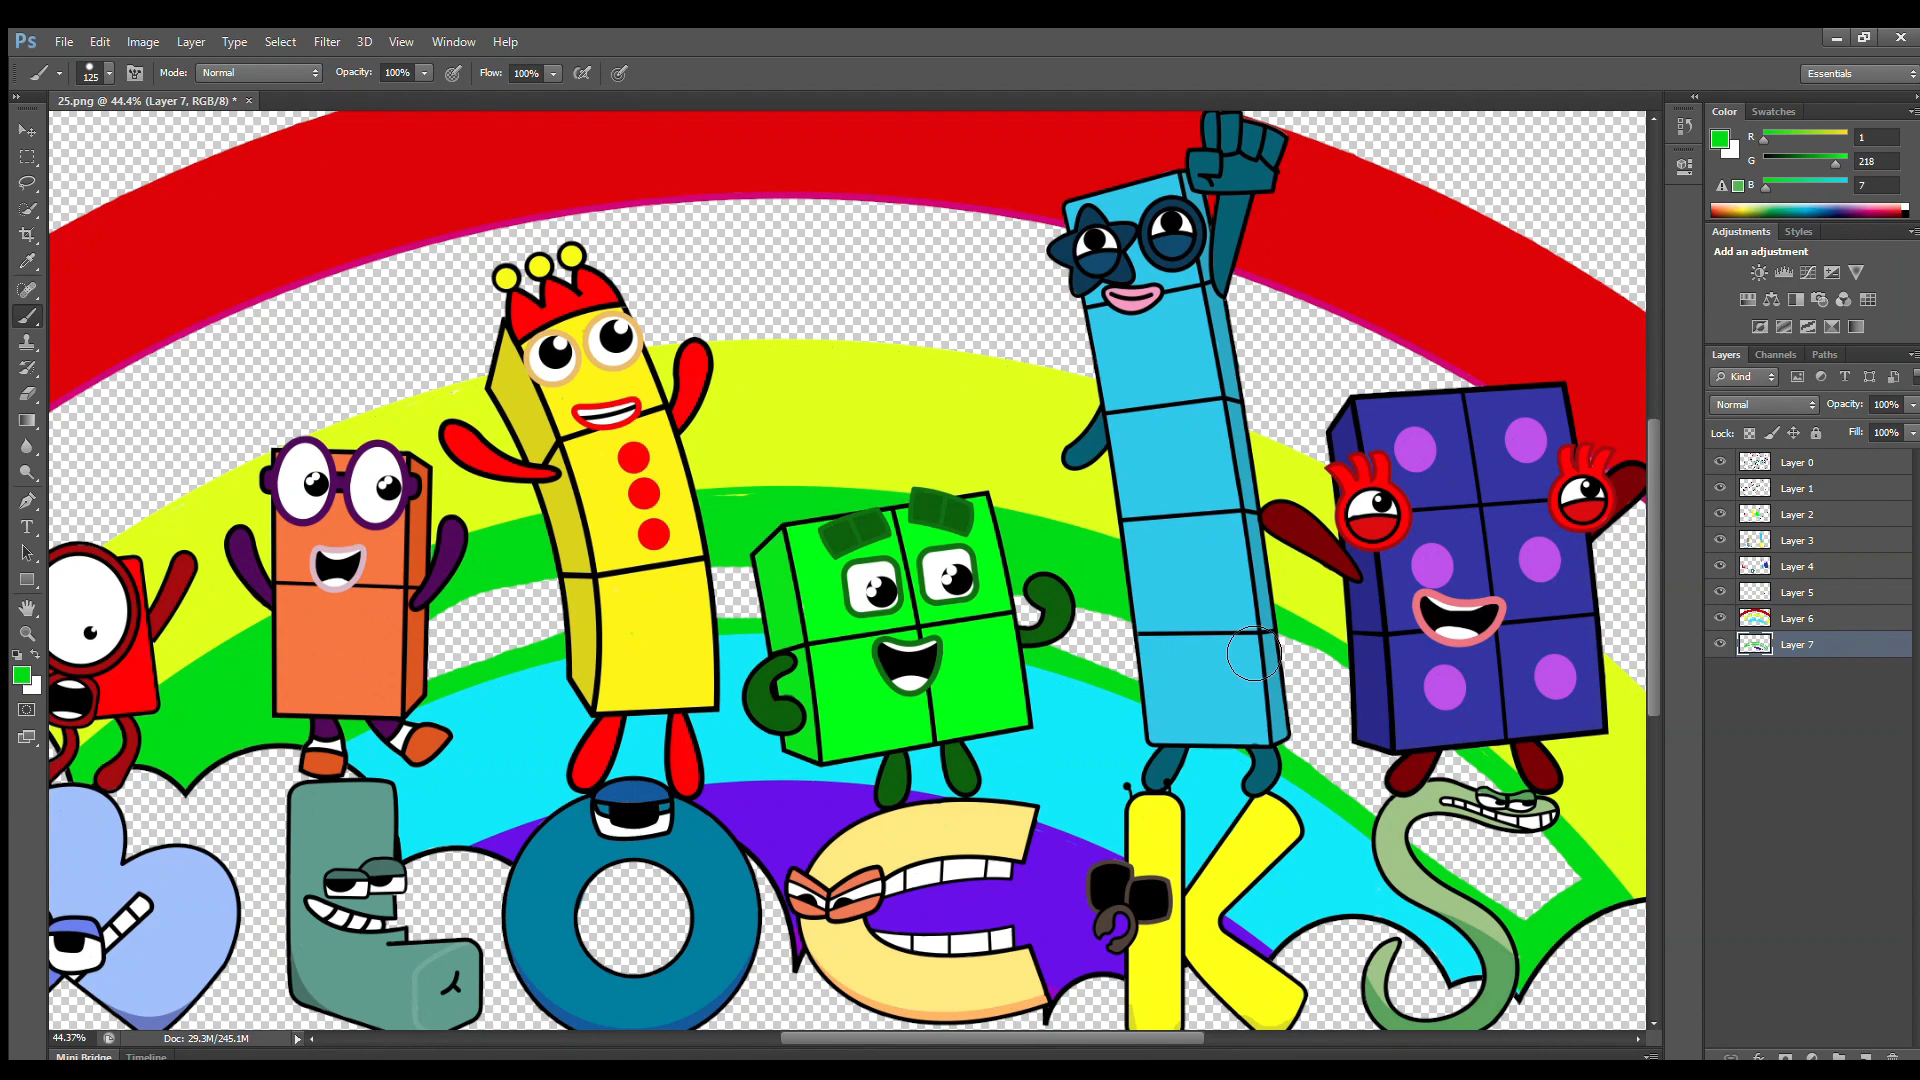 Ps File Edit Image Layer Type Select Filter 3D View Window Help
125 Mode: Normal Opacity: 100% Flow: 100% Essentials
25.png @ 44.4% (Layer 7, RGB/8) * ×
Color Swatches
R 1
G 218
B 7
Adjustments Styles
Add an adjustment
Layers Channels Paths
Kind
Normal Opacity: 100%
Lock: Fill: 100%
Layer 0
Layer 1
Layer 2
Layer 3
Layer 4
Layer 5
Layer 6
Layer 7
LOCKS
44.37% Doc: 29.3M/245.1M
Mini Bridge Timeline